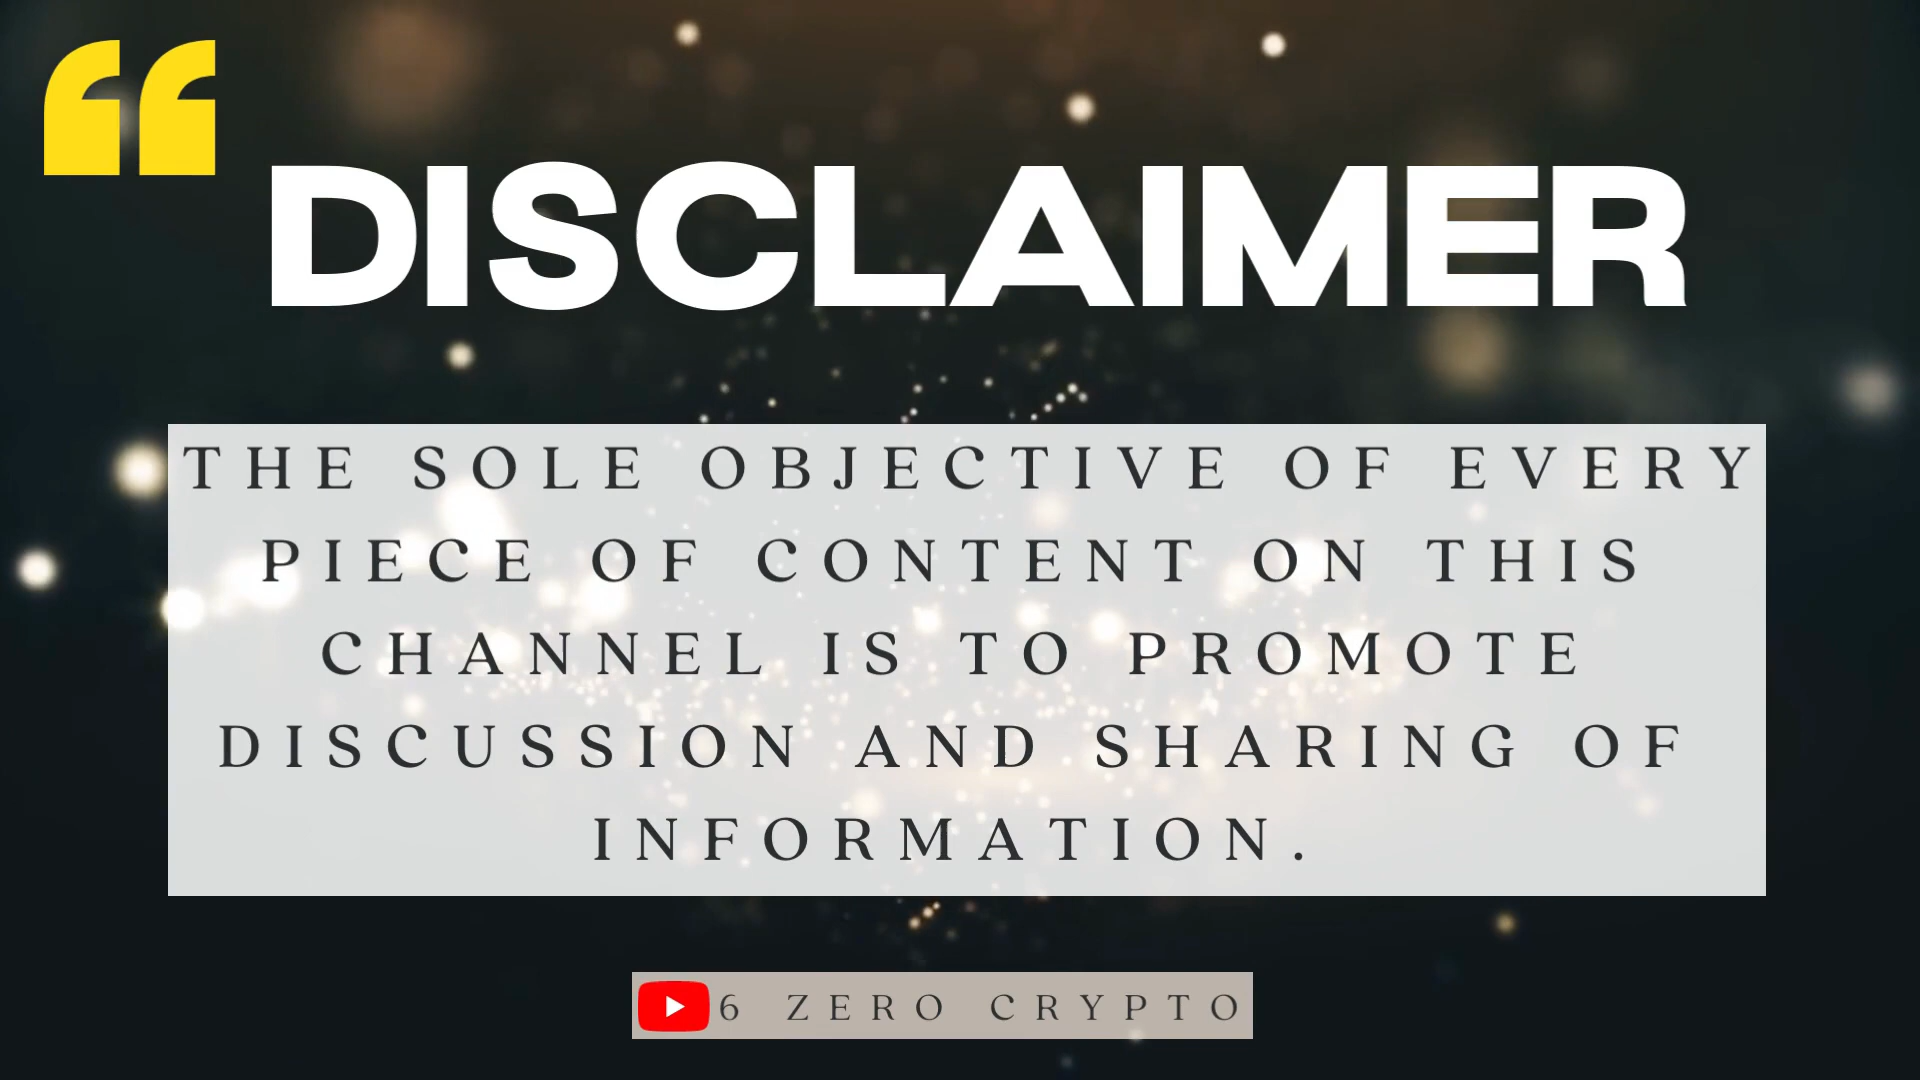 “
DISCLAIMER
THE SOLE OBJECTIVE OF EVERY
PIECE OF CONTENT ON THIS
CHANNEL IS TO PROMOTE
DISCUSSION AND SHARING OF
INFORMATION.
6 ZERO CRYPTO